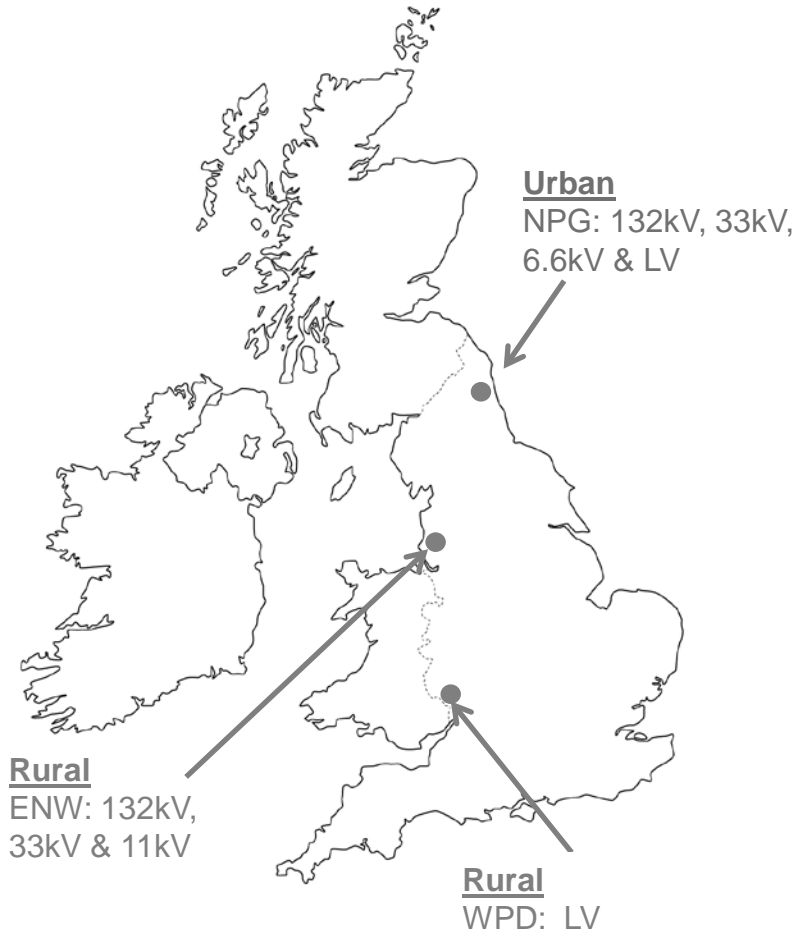 Urban
NPG: 132kV, 33kV,
6.6kV & LV
Rural
ENW: 132kV,
33kV & 11kV
Rural
WPD: LV